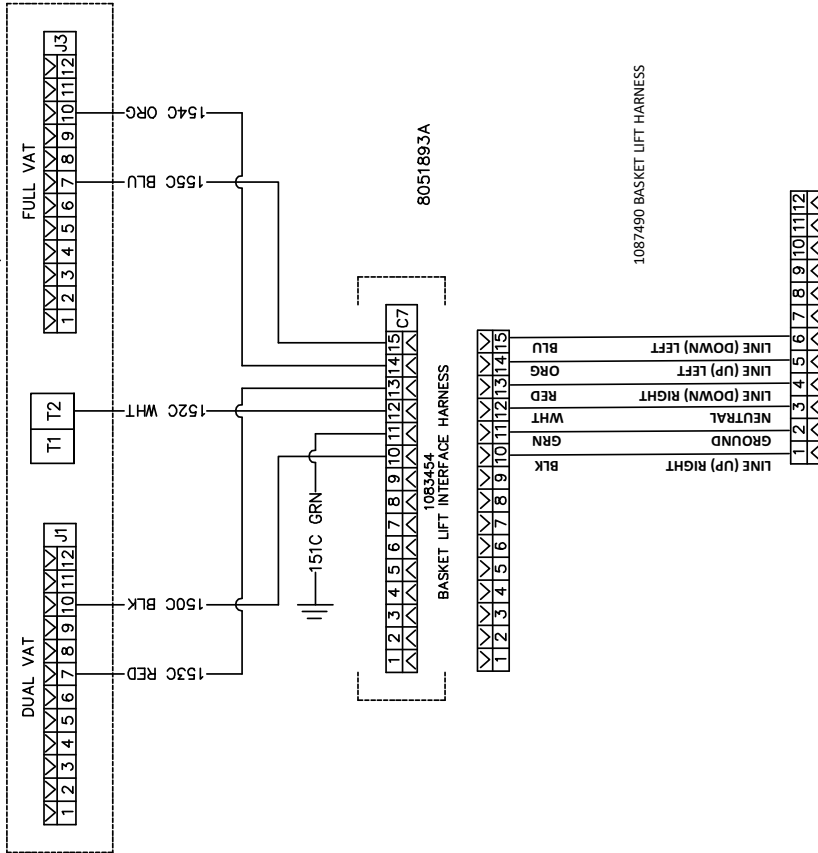 FULL VAT
1 2 3 4 5 6 7 8 9 10 11 12 J3
T1 T2
DUAL VAT
1 2 3 4 5 6 7 8 9 10 11 12 J1
154C ORG
155C BLU
152C WHT
150C BLK
153C RED
151C GRN
8051893A
1 2 3 4 5 6 7 8 9 10 11 12 13 14 15 C7
1083454
BASKET LIFT INTERFACE HARNESS
1087490 BASKET LIFT HARNESS
1 2 3 4 5 6 7 8 9 10 11 12 13 14 15
BLU LINE (DOWN) LEFT
ORG LINE (UP) LEFT
RED LINE (DOWN) RIGHT
WHT NEUTRAL
GRN GROUND
BLK LINE (UP) RIGHT
1 2 3 4 5 6 7 8 9 10 11 12